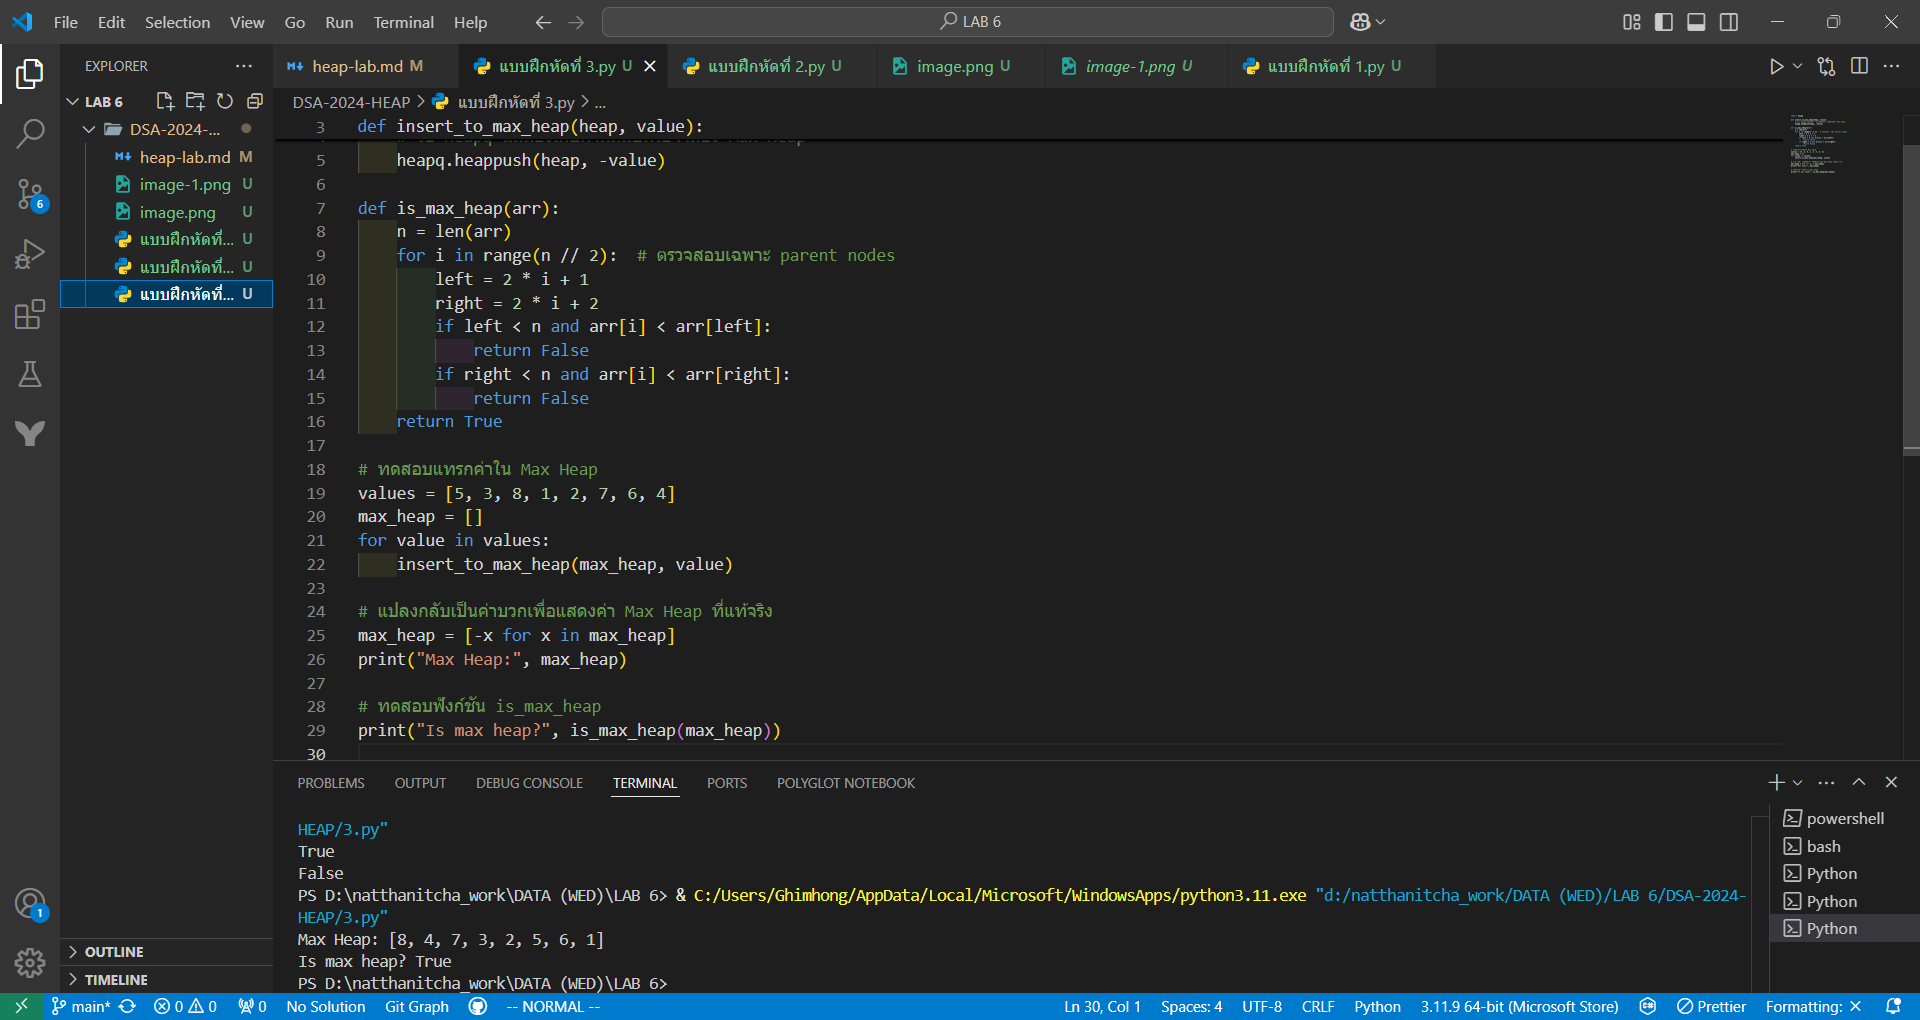 File Edit Selection View Go Run Terminal Help
LAB 6
EXPLORER
LAB 6
DSA-2024-...
heap-lab.md M
image-1.png U
image.png U
แบบฝึกหัดที่... U
แบบฝึกหัดที่... U
แบบฝึกหัดที่... U
OUTLINE
TIMELINE
6
1
heap-lab.md M
แบบฝึกหัดที่ 3.py U
แบบฝึกหัดที่ 2.py U
image.png U
image-1.png U
แบบฝึกหัดที่ 1.py U
DSA-2024-HEAP > แบบฝึกหัดที่ 3.py > ...
3 def insert_to_max_heap(heap, value):
5 heapq.heappush(heap, -value)
6
7 def is_max_heap(arr):
8 n = len(arr)
9 for i in range(n // 2): # ตรวจสอบเฉพาะ parent nodes
10 left = 2 * i + 1
11 right = 2 * i + 2
12 if left < n and arr[i] < arr[left]:
13 return False
14 if right < n and arr[i] < arr[right]:
15 return False
16 return True
17
18 # ทดสอบแทรกค่าใน Max Heap
19 values = [5, 3, 8, 1, 2, 7, 6, 4]
20 max_heap = []
21 for value in values:
22 insert_to_max_heap(max_heap, value)
23
24 # แปลงกลับเป็นค่าบวกเพื่อแสดงค่า Max Heap ที่แท้จริง
25 max_heap = [-x for x in max_heap]
26 print("Max Heap:", max_heap)
27
28 # ทดสอบฟังก์ชัน is_max_heap
29 print("Is max heap?", is_max_heap(max_heap))
30
PROBLEMS OUTPUT DEBUG CONSOLE TERMINAL PORTS POLYGLOT NOTEBOOK
HEAP/3.py"
True
False
PS D:\natthanitcha_work\DATA (WED)\LAB 6> & C:/Users/Ghimhong/AppData/Local/Microsoft/WindowsApps/python3.11.exe "d:/natthanitcha_work/DATA (WED)/LAB 6/DSA-2024-
HEAP/3.py"
Max Heap: [8, 4, 7, 3, 2, 5, 6, 1]
Is max heap? True
PS D:\natthanitcha_work\DATA (WED)\LAB 6>
powershell
bash
Python
Python
Python
main* 0 0 0 No Solution Git Graph -- NORMAL -- Ln 30, Col 1 Spaces: 4 UTF-8 CRLF Python 3.11.9 64-bit (Microsoft Store) Prettier Formatting: ×